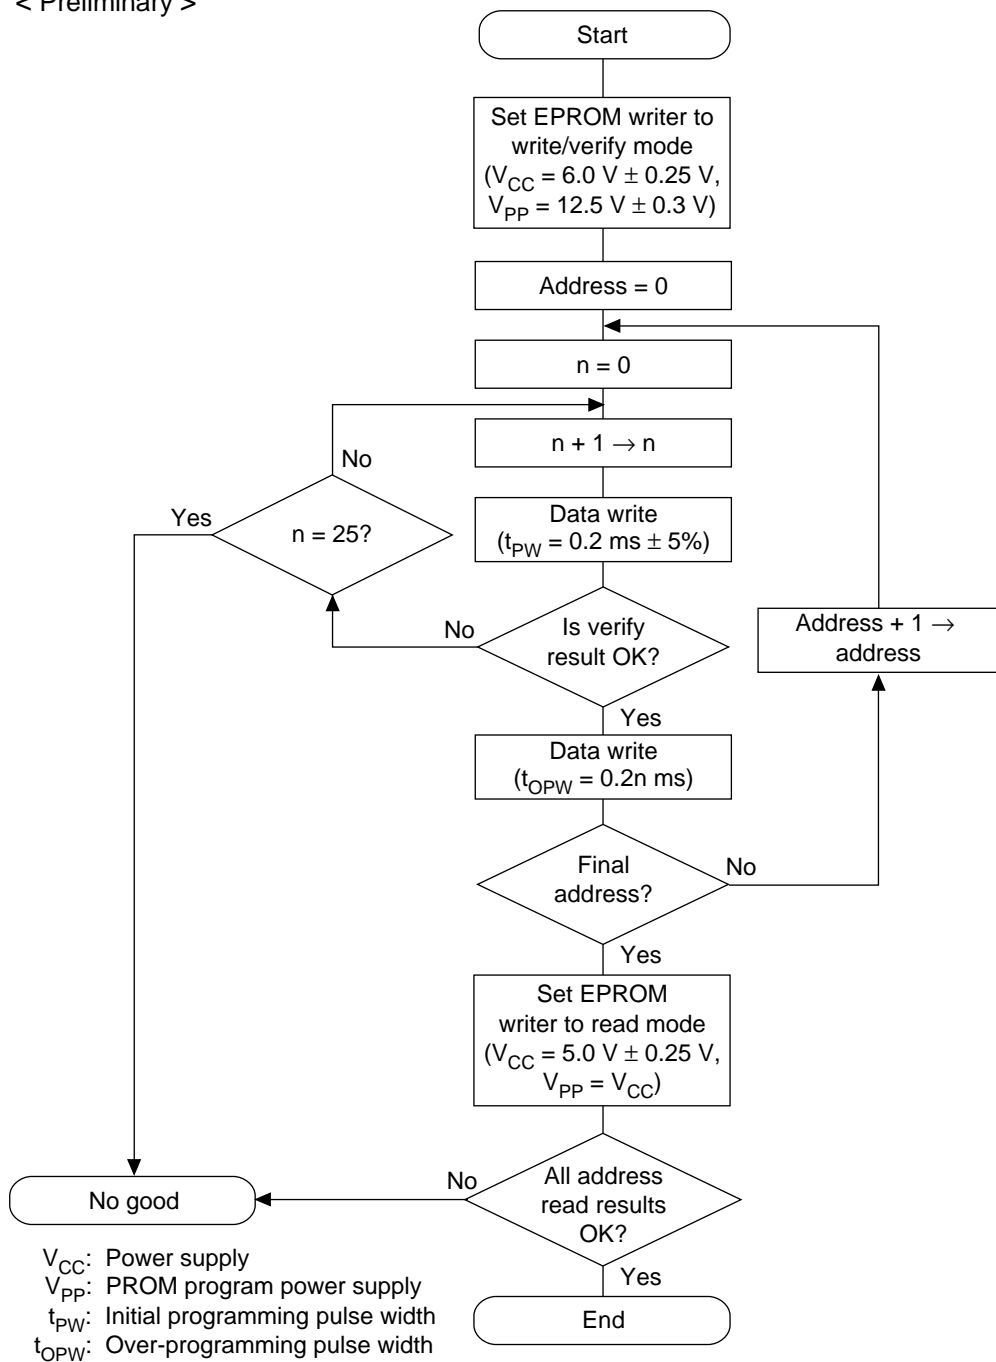 < Preliminary >
Start
Set EPROM writer to
write/verify mode
(VCC = 6.0 V ± 0.25 V,
VPP = 12.5 V ± 0.3 V)
Address = 0
n = 0
n + 1 → n
No
Yes
n = 25?
Data write
(tPW = 0.2 ms ± 5%)
No
Is verify
result OK?
Address + 1 →
address
Yes
Data write
(tOPW = 0.2n ms)
Final
address?
No
Yes
Set EPROM
writer to read mode
(VCC = 5.0 V ± 0.25 V,
VPP = VCC)
No
All address
read results
OK?
No good
Yes
End
VCC: Power supply
VPP: PROM program power supply
tPW: Initial programming pulse width
tOPW: Over-programming pulse width